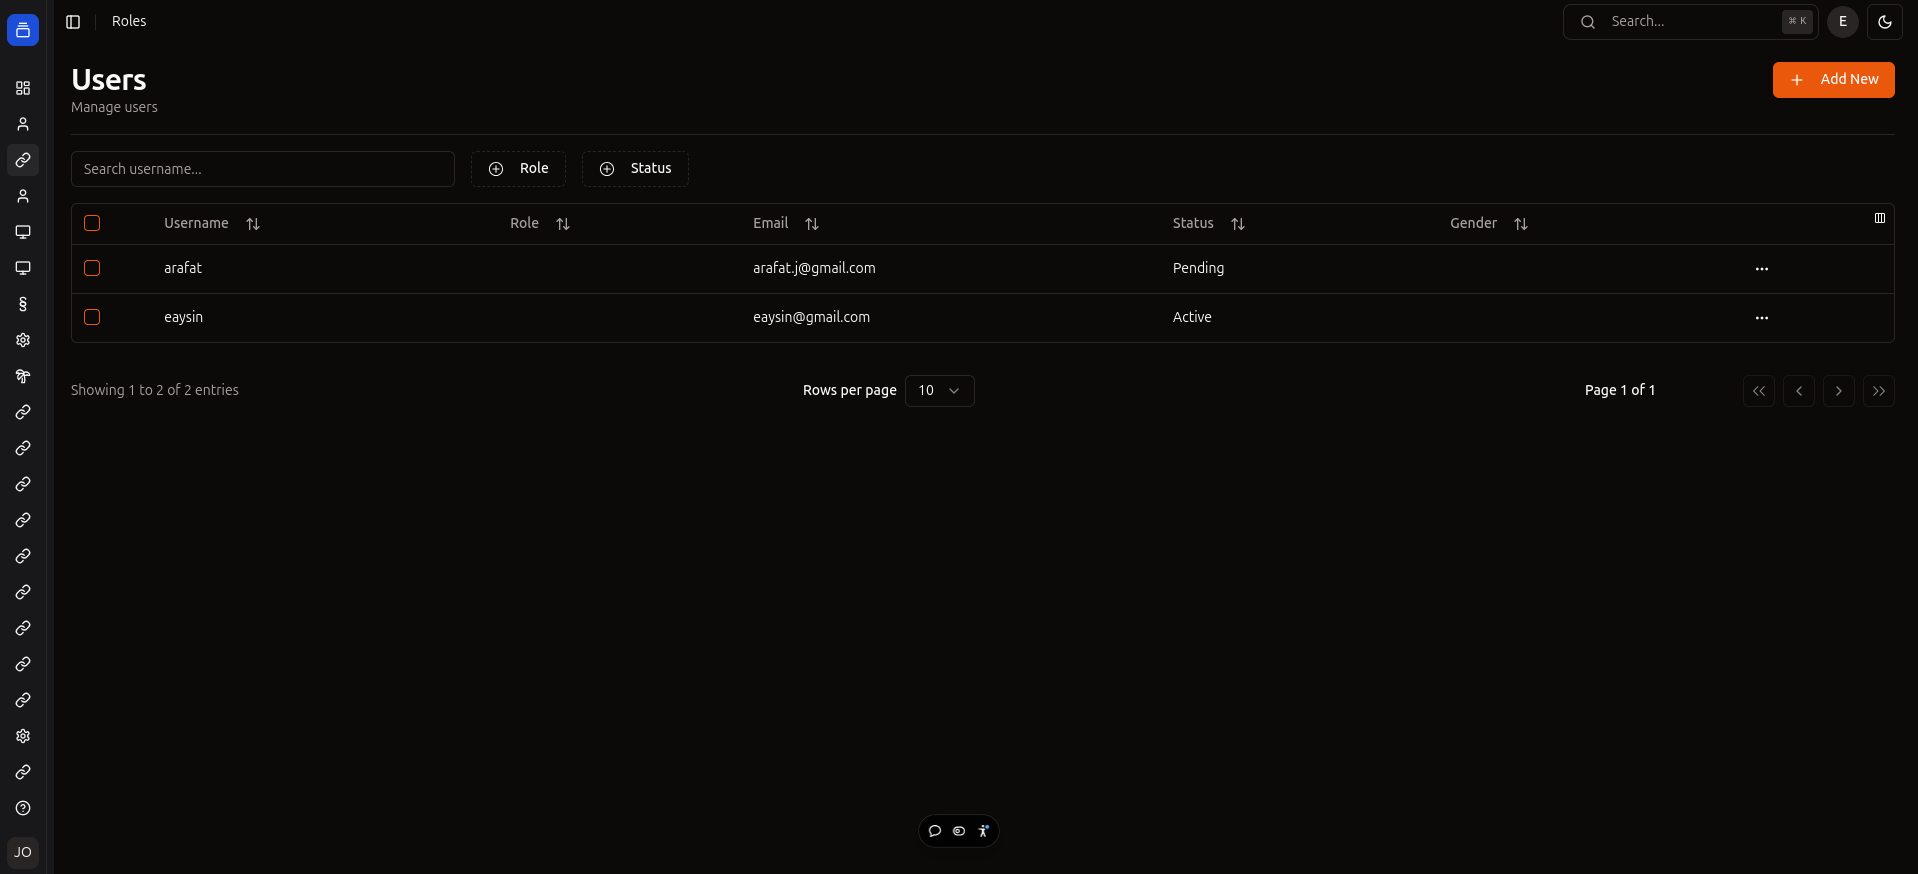 Roles
Search...
⌘ K
E
Users
Manage users
Add New
Search username...
Role
Status
Username Role Email Status Gender
arafat arafat.j@gmail.com Pending
eaysin eaysin@gmail.com Active
Showing 1 to 2 of 2 entries
Rows per page 10
Page 1 of 1
JO